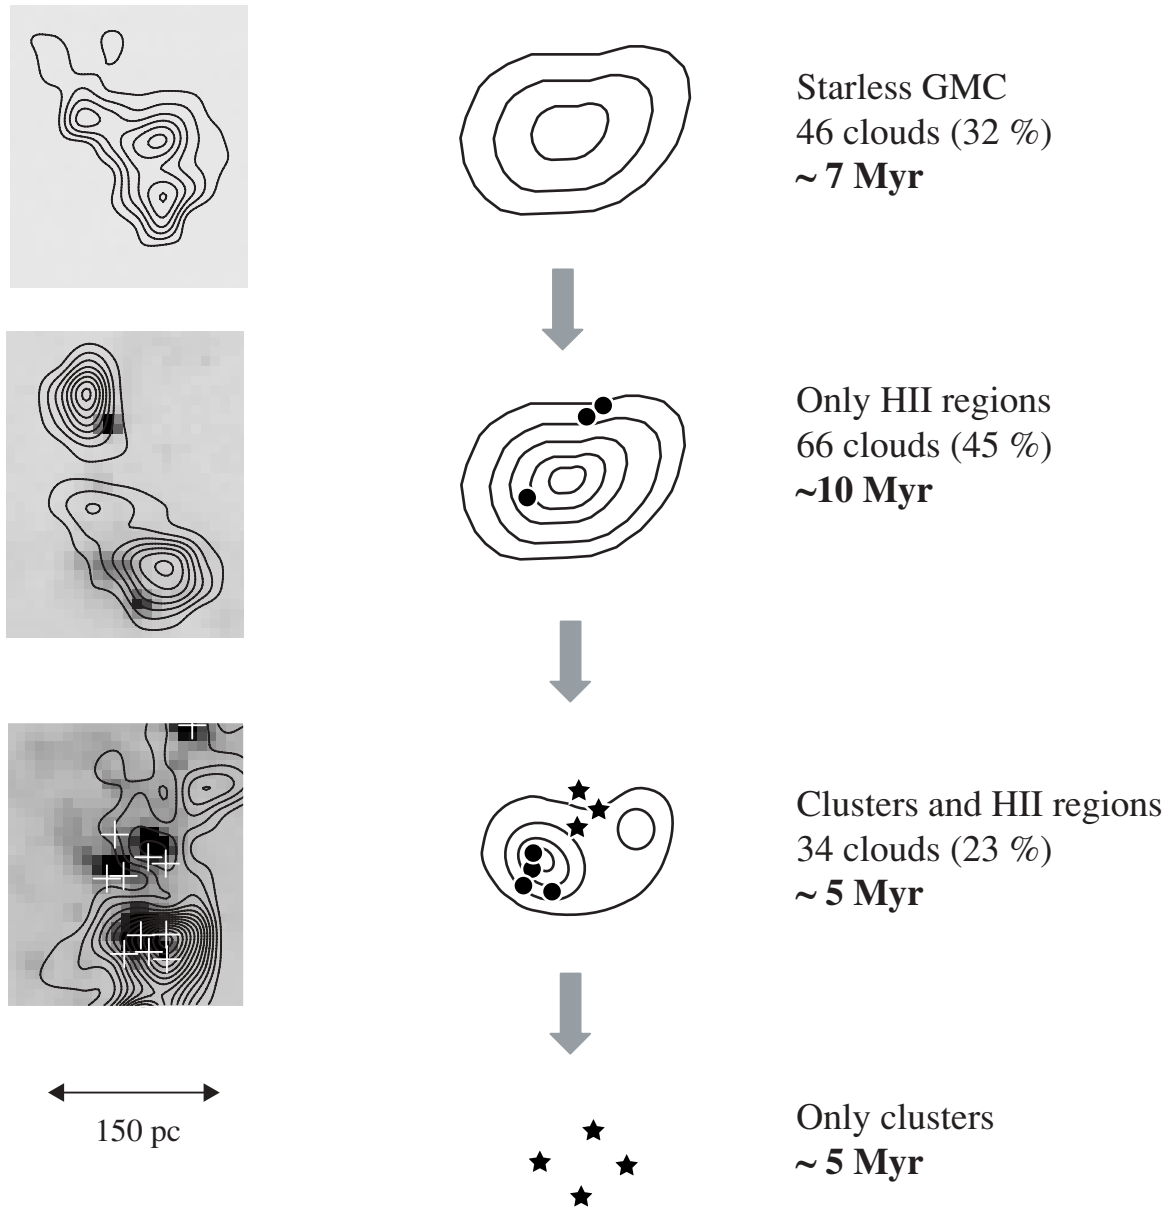 Starless GMC
46 clouds (32 %)
~ 7 Myr
Only HII regions
66 clouds (45 %)
~10 Myr
Clusters and HII regions
34 clouds (23 %)
~ 5 Myr
150 pc
Only clusters
~ 5 Myr